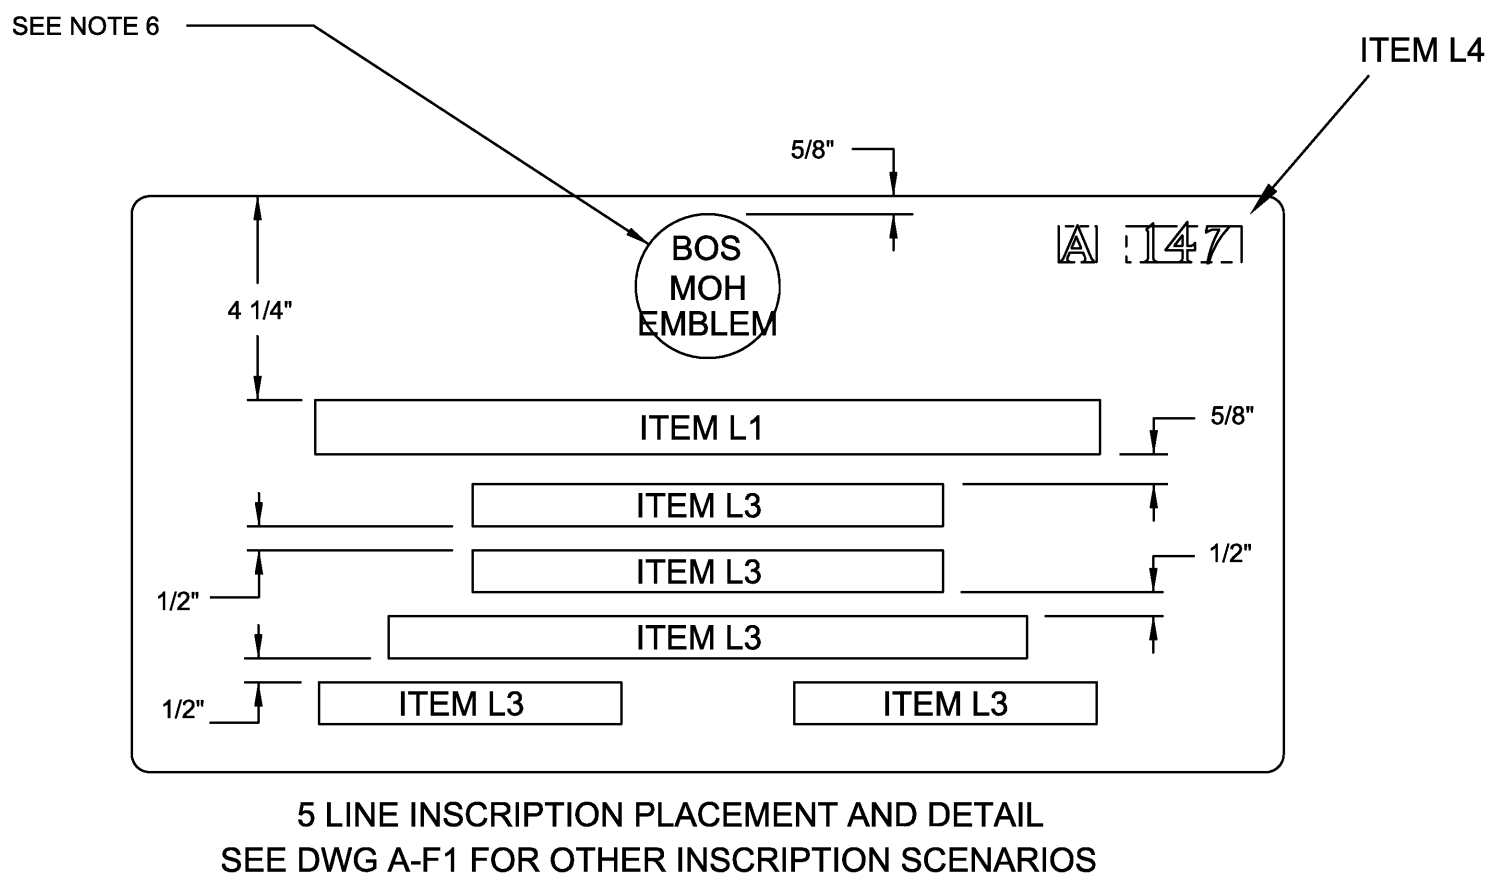 SEE NOTE 6
ITEM L4
5/8"
BOS
MOH
EMBLEM
A 147
4 1/4"
ITEM L1
5/8"
ITEM L3
1/2"
ITEM L3
1/2"
ITEM L3
1/2"
ITEM L3 ITEM L3
5 LINE INSCRIPTION PLACEMENT AND DETAIL
SEE DWG A-F1 FOR OTHER INSCRIPTION SCENARIOS